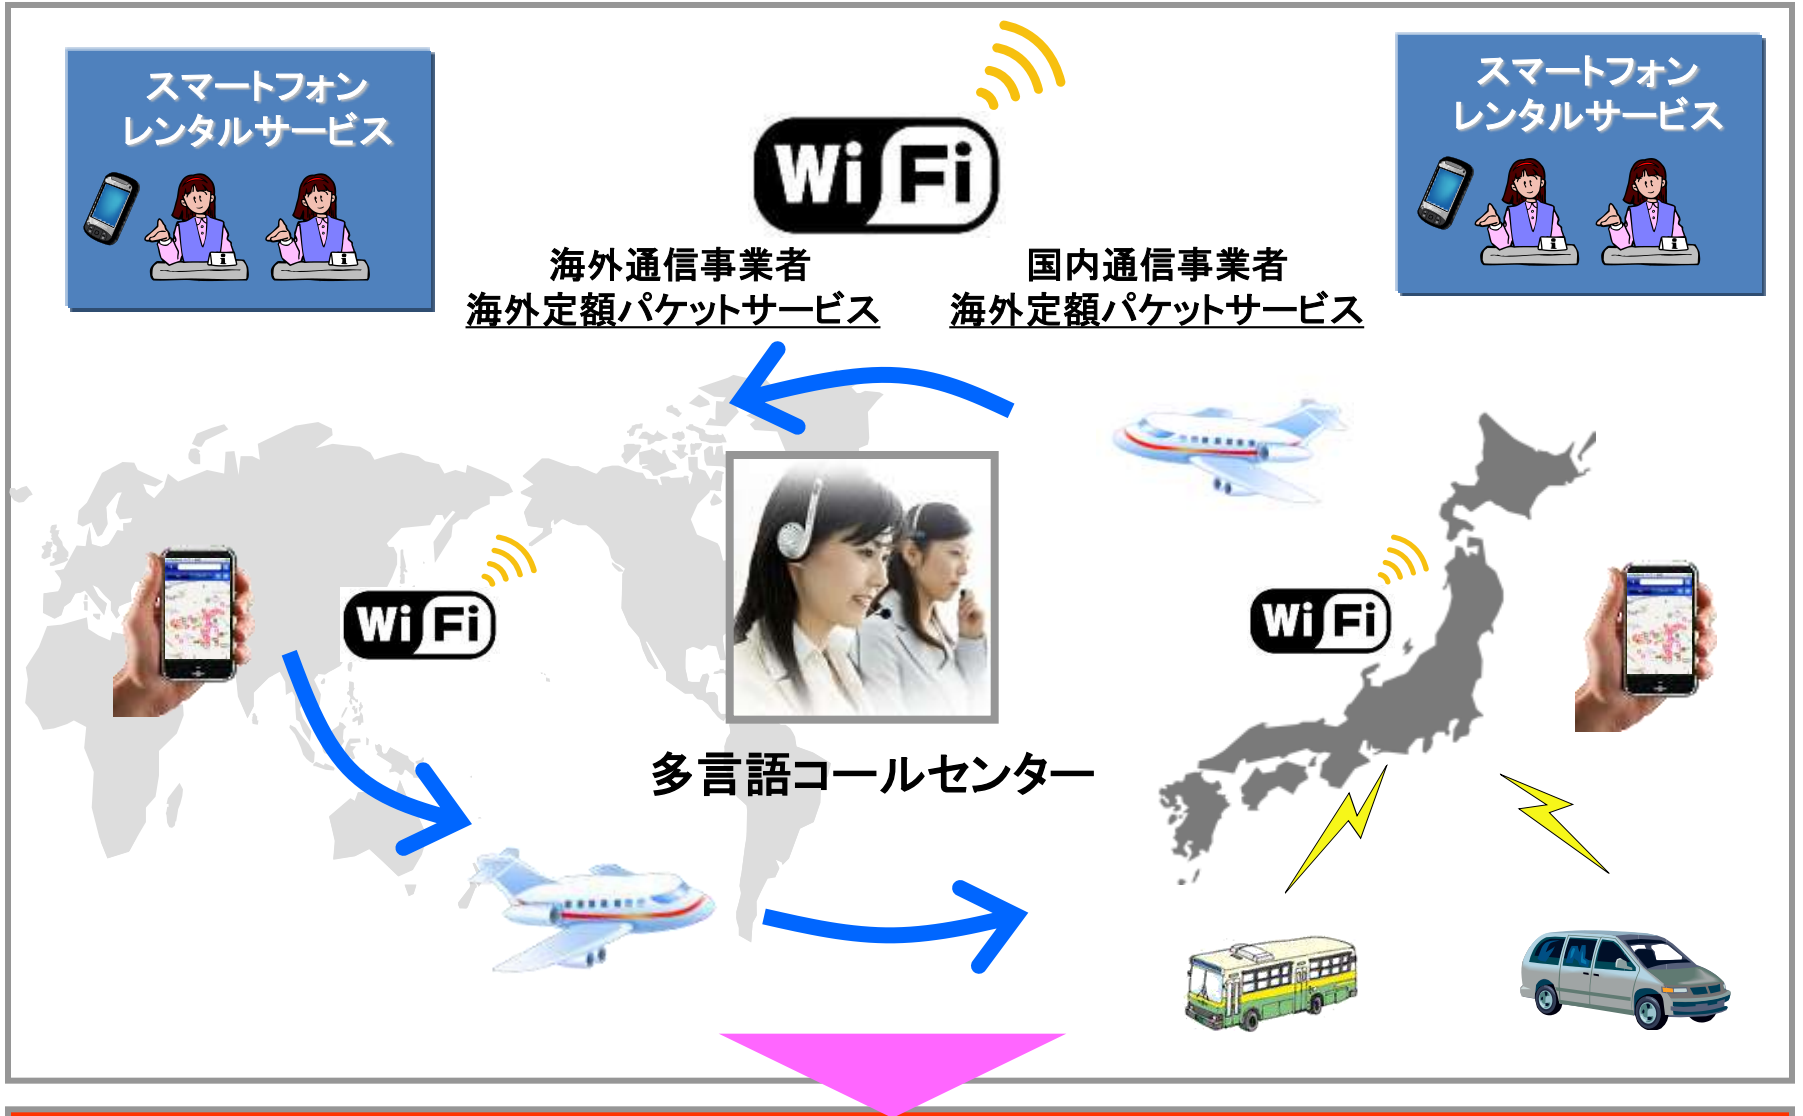 スマートフォン
レンタルサービス
スマートフォン
レンタルサービス
Wi Fi
海外通信事業者
海外定額パケットサービス
国内通信事業者
海外定額パケットサービス
Wi Fi
Wi Fi
多言語コールセンター